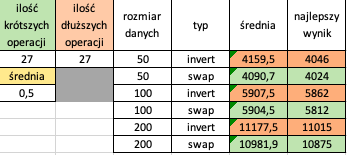 ilość krótszych operacji	ilość dłuższych operacji	rozmiar danych	typ	średnia	najlepszy wynik
27	27	50	invert	4159,5	4046
średnia		50	swap	4090,7	4024
0,5		100	invert	5907,5	5862
		100	swap	5904,5	5812
		200	invert	11177,5	11015
		200	swap	10981,9	10875